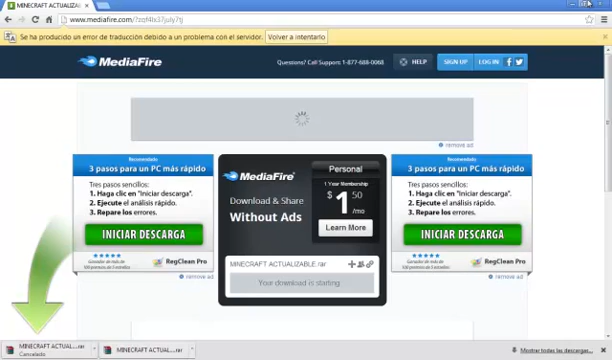 MINECRAFT ACTUALIZA
www.mediafire.com/?zqf4lx37july7tj
Se ha producido un error de traducción debido a un problema con el servidor. Volver a intentarlo
MediaFire
Questions? Call Support: 1-877-688-0068
HELP
SIGN UP
LOG IN
remove ad
Recomendado
3 pasos para un PC más rápido
Tres pasos sencillos:
1. Haga clic en "Iniciar descarga".
2. Ejecute el análisis rápido.
3. Repare los errores.
INICIAR DESCARGA
RegClean Pro
remove ad
MediaFire
Download & Share
Without Ads
Personal
1 Year Membership
$ 1.50 /mo
Learn More
MINECRAFT ACTUALIZABLE.rar
Your download is starting
Recomendado
3 pasos para un PC más rápido
Tres pasos sencillos:
1. Haga clic en "Iniciar descarga".
2. Ejecute el análisis rápido.
3. Repare los errores.
INICIAR DESCARGA
RegClean Pro
remove ad
MINECRAFT ACTUAL....rar
Cancelado
MINECRAFT ACTUAL....rar
Mostrar todas las descargas...